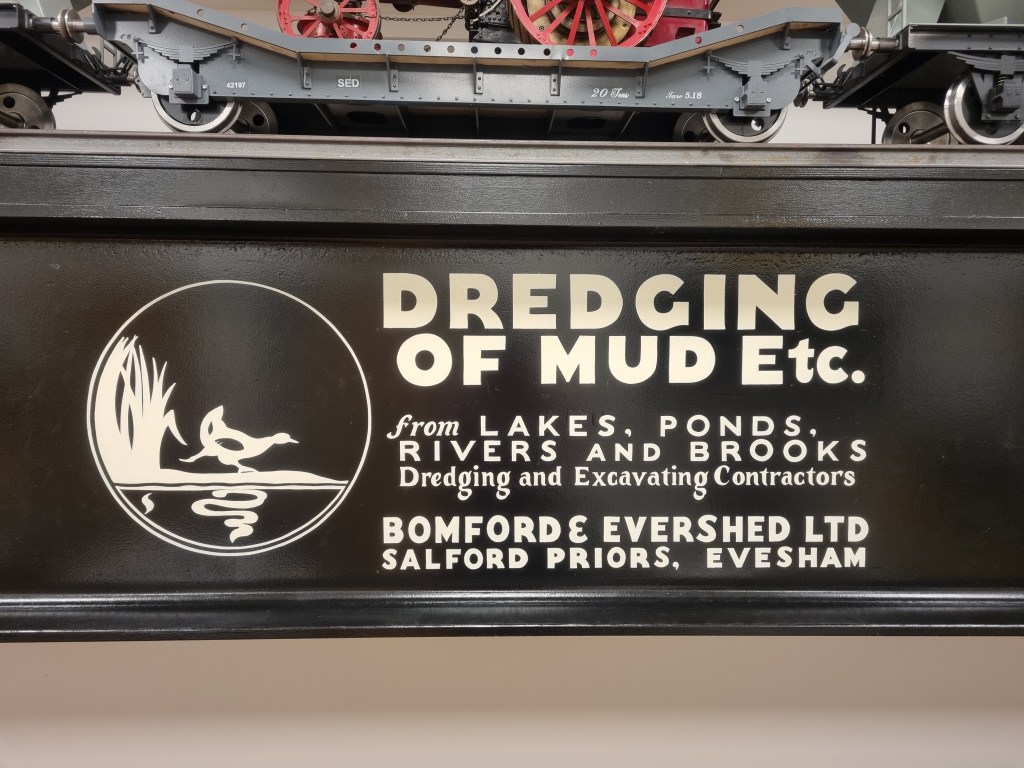 42197
SED
20 Tons
Tare 5.18
DREDGING
OF MUD Etc.
from LAKES, PONDS,
RIVERS AND BROOKS
Dredging and Excavating Contractors
BOMFORD & EVERSHED LTD
SALFORD PRIORS, EVESHAM